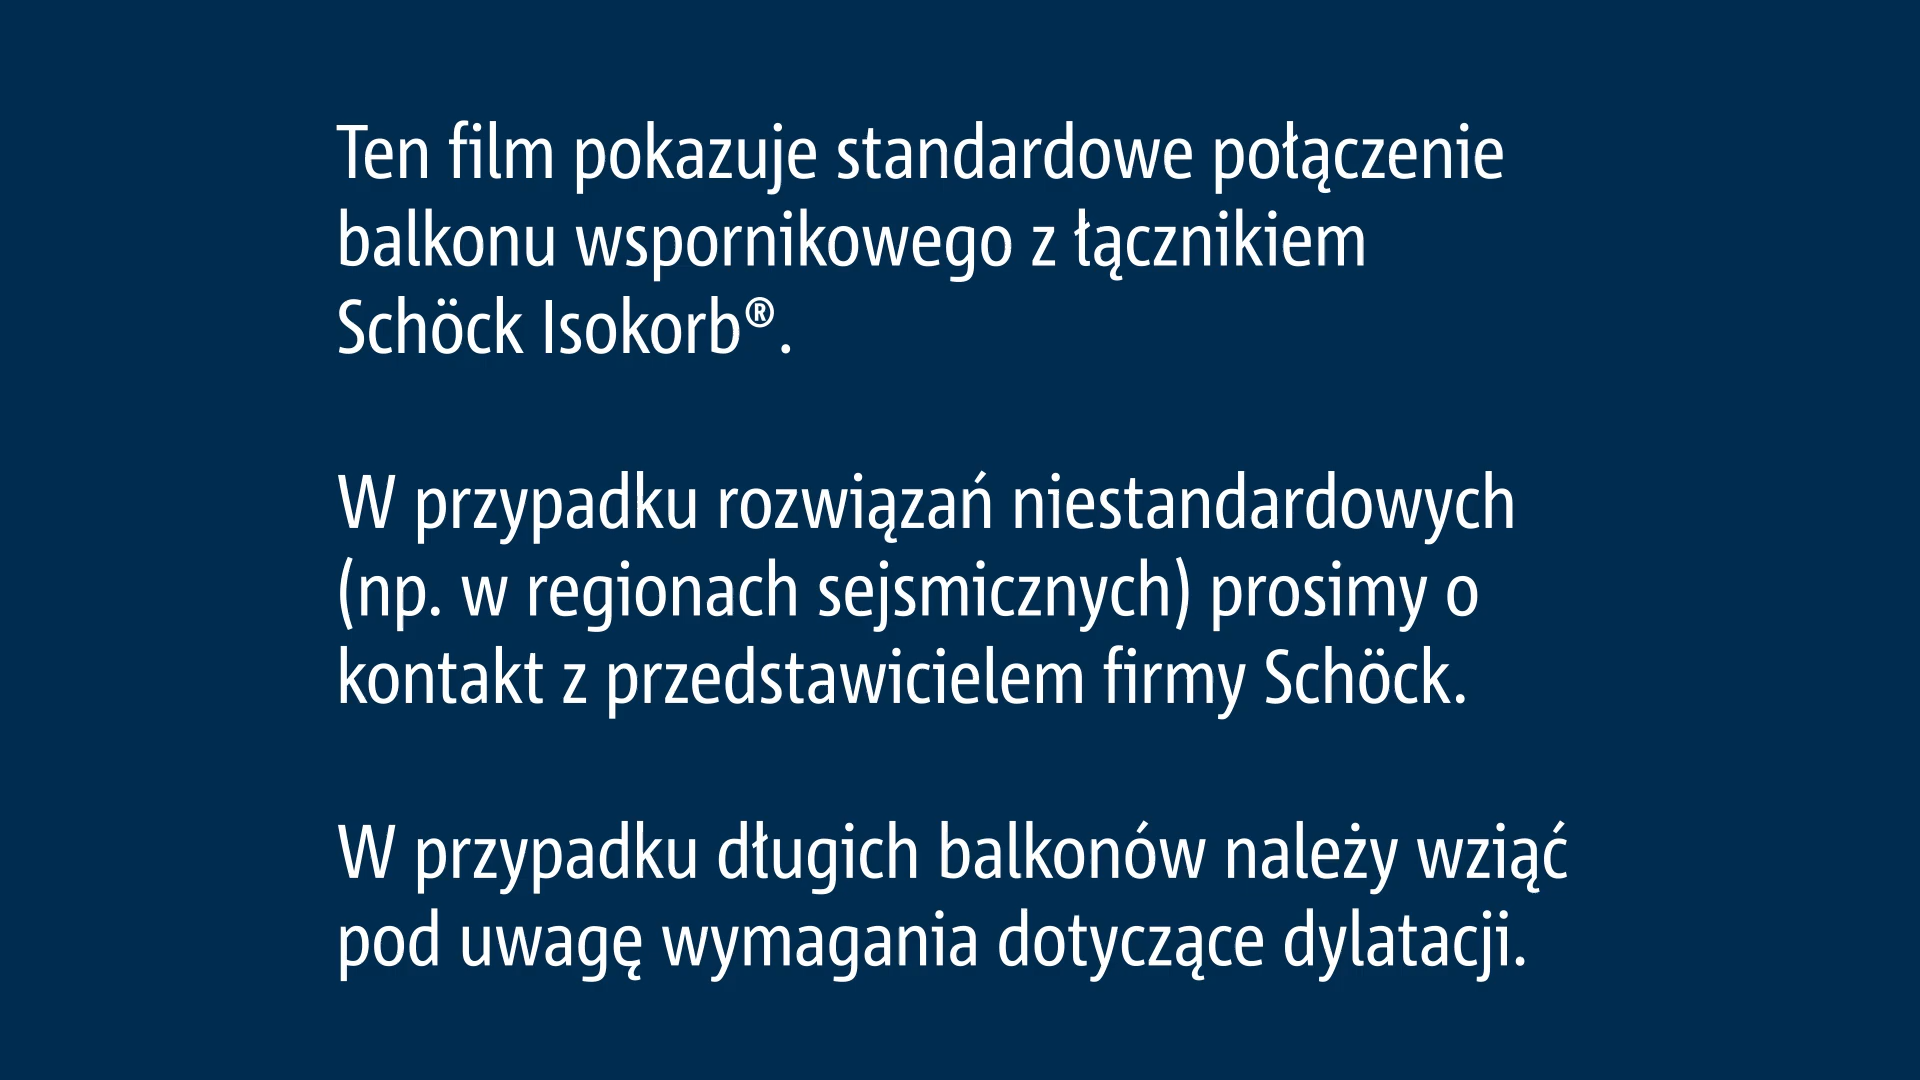 Ten film pokazuje standardowe połączenie
balkonu wspornikowego z łącznikiem
Schöck Isokorb®.
W przypadku rozwiązań niestandardowych
(np. w regionach sejsmicznych) prosimy o
kontakt z przedstawicielem firmy Schöck.
W przypadku długich balkonów należy wziąć
pod uwagę wymagania dotyczące dylatacji.